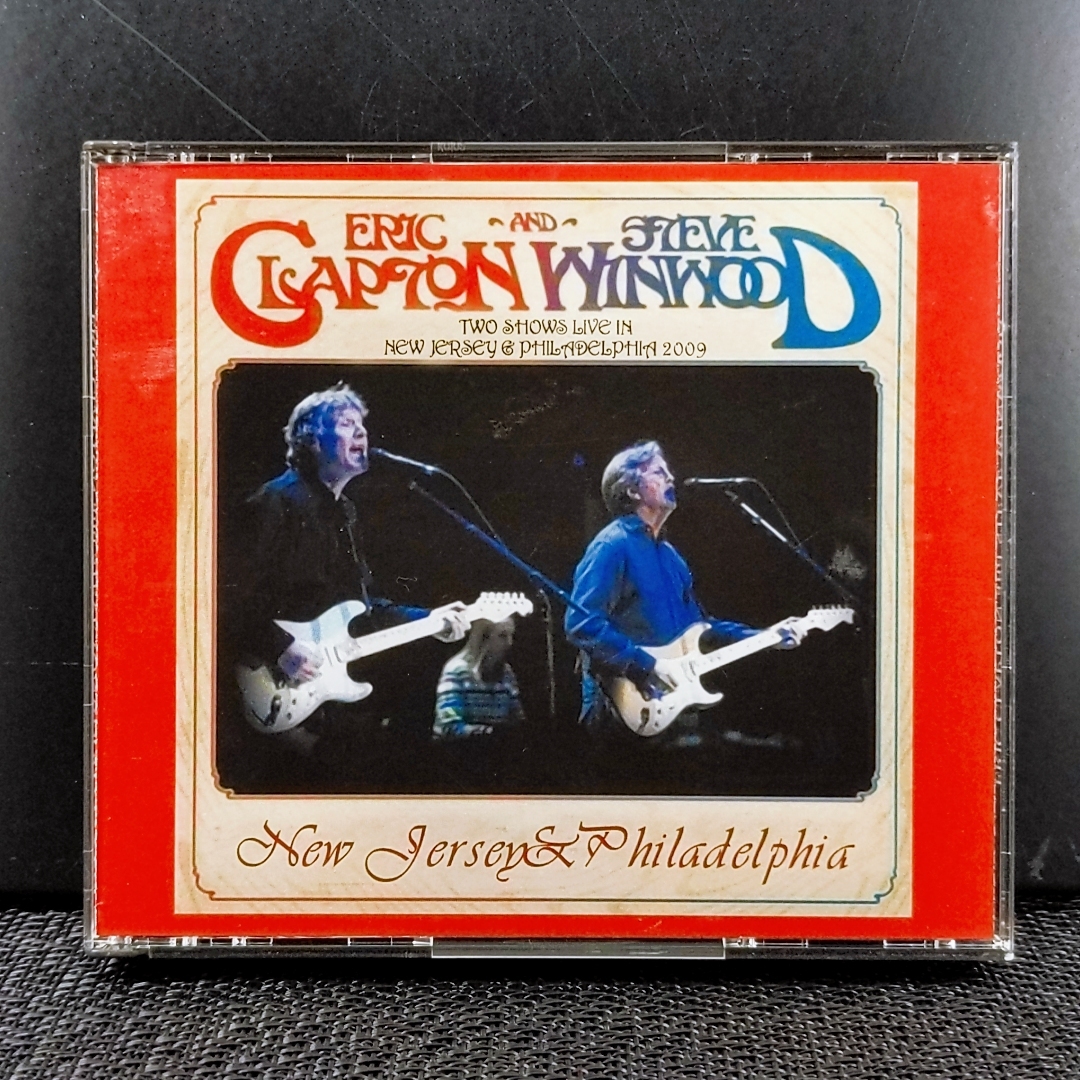 ERIC AND STEVE
CLAPTON WINWOOD
TWO SHOWS LIVE IN
NEW JERSEY & PHILADELPHIA 2009
New Jersey & Philadelphia